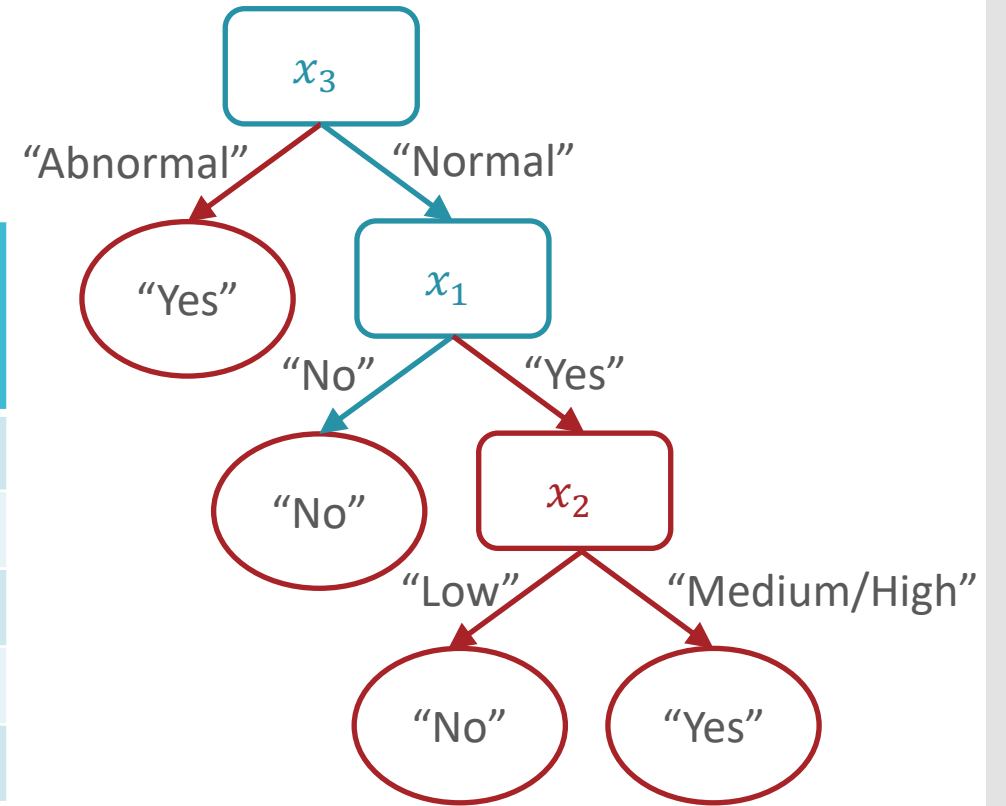 x₃
“Abnormal” “Normal”
“Yes” x₁
“No” “Yes”
“No” x₂
“Low” “Medium/High”
“No” “Yes”